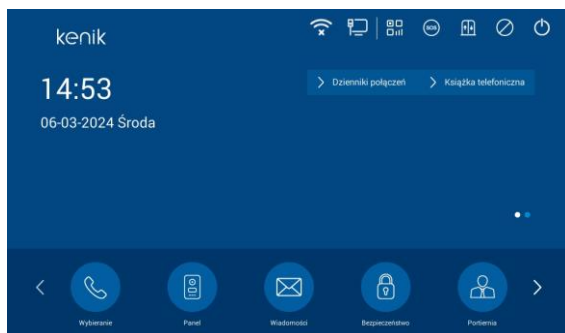 kenik
SOS
14:53
Dzienniki połączeń
Książka telefoniczna
06-03-2024 Środa
Wybieranie
Panel
Wiadomości
Bezpieczeństwo
Portiernia